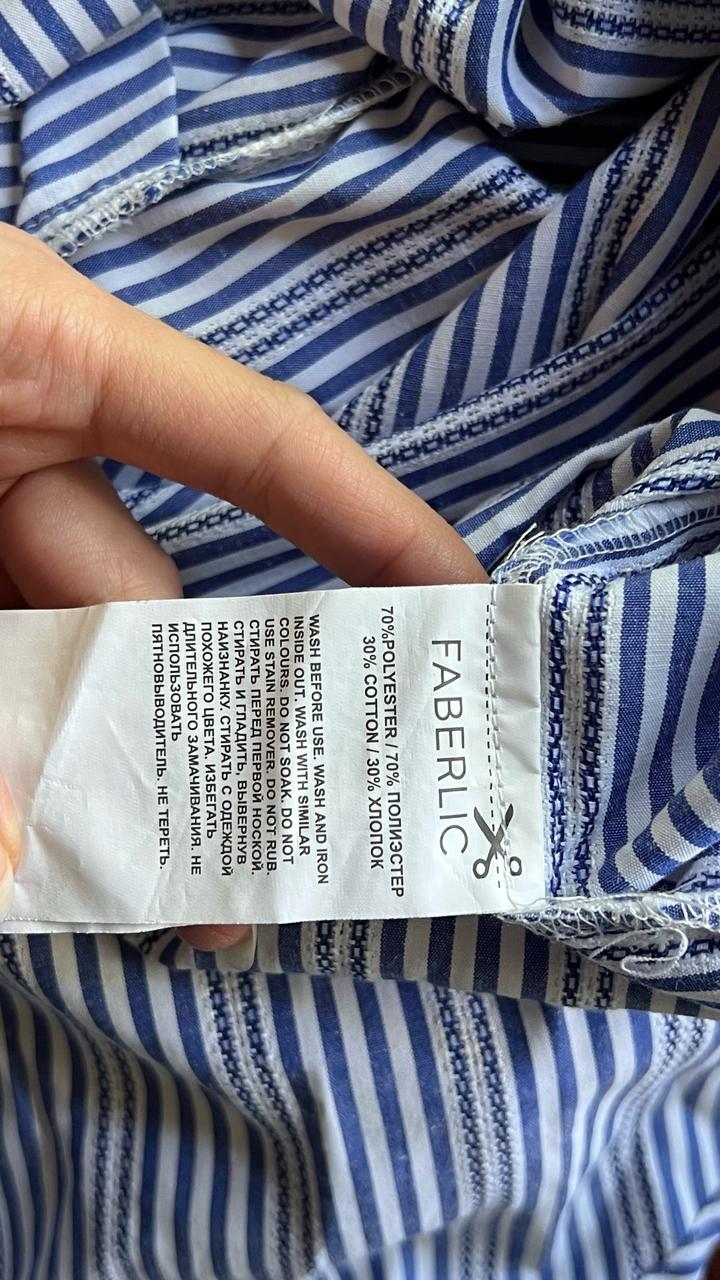 FABERLIC
70%POLYESTER / 70% ПОЛИЭСТЕР
30% COTTON / 30% ХЛОПОК
WASH BEFORE USE. WASH AND IRON
INSIDE OUT. WASH WITH SIMILAR
COLOURS. DO NOT SOAK. DO NOT
USE STAIN REMOVER. DO NOT RUB.
СТИРАТЬ ПЕРЕД ПЕРВОЙ НОСКОЙ.
СТИРАТЬ И ГЛАДИТЬ, ВЫВЕРНУВ
НАИЗНАНКУ. СТИРАТЬ С ОДЕЖДОЙ
ПОХОЖЕГО ЦВЕТА. ИЗБЕГАТЬ
ДЛИТЕЛЬНОГО ЗАМАЧИВАНИЯ. НЕ
ИСПОЛЬЗОВАТЬ
ПЯТНОВЫВОДИТЕЛЬ. НЕ ТЕРЕТЬ.